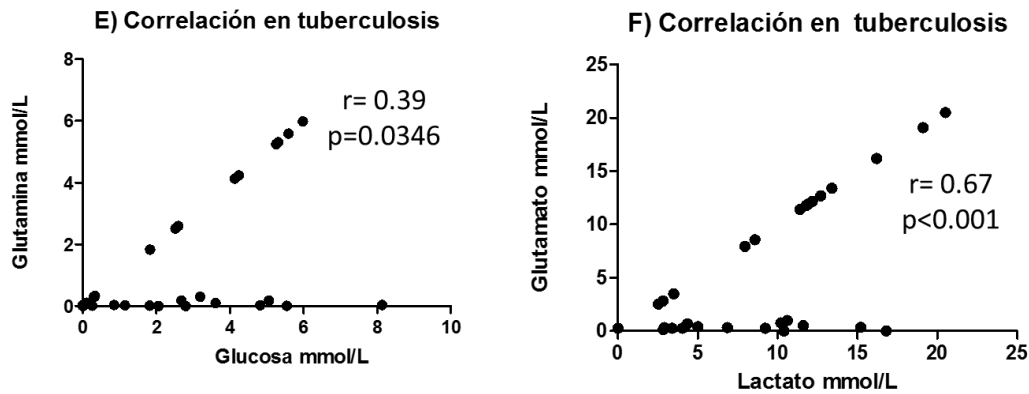 E) Correlación en tuberculosis
8
6
4
2
0
Glutamina mmol/L
r= 0.39
p=0.0346
0 2 4 6 8 10
Glucosa mmol/L
F) Correlación en tuberculosis
25
20
15
10
5
0
Glutamato mmol/L
r= 0.67
p<0.001
0 5 10 15 20 25
Lactato mmol/L